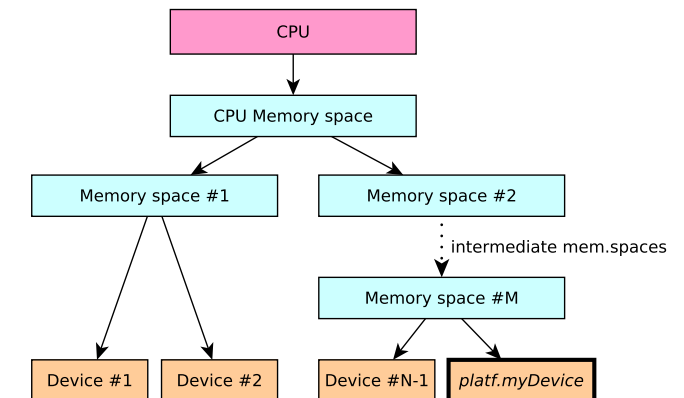 CPU
CPU Memory space
Memory space #1
Memory space #2
intermediate mem.spaces
Memory space #M
Device #1
Device #2
Device #N-1
platf.myDevice